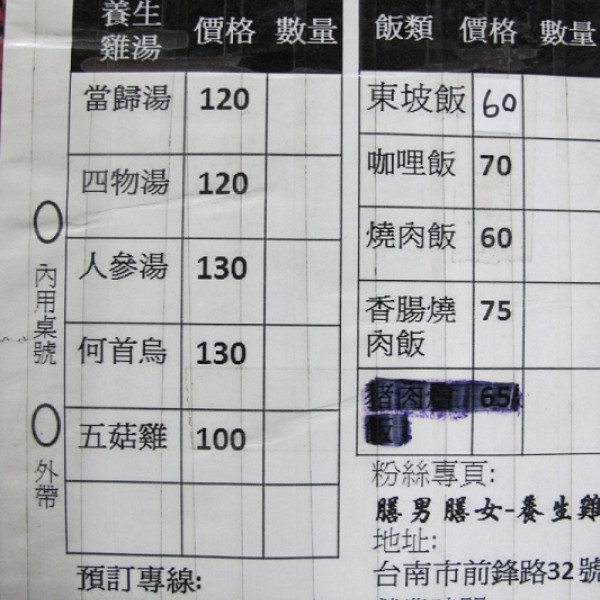 養生
雞湯 價格 數量
當歸湯 120
四物湯 120
人參湯 130
何首烏 130
五菇雞 100
內用桌號
外帶
預訂專線:
飯類 價格 數量
東坡飯 60
咖哩飯 70
燒肉飯 60
香腸燒
肉飯 75
豬肉 65
飯
粉絲專頁:
膳男膳女-養生雞
地址:
台南市前鋒路32號